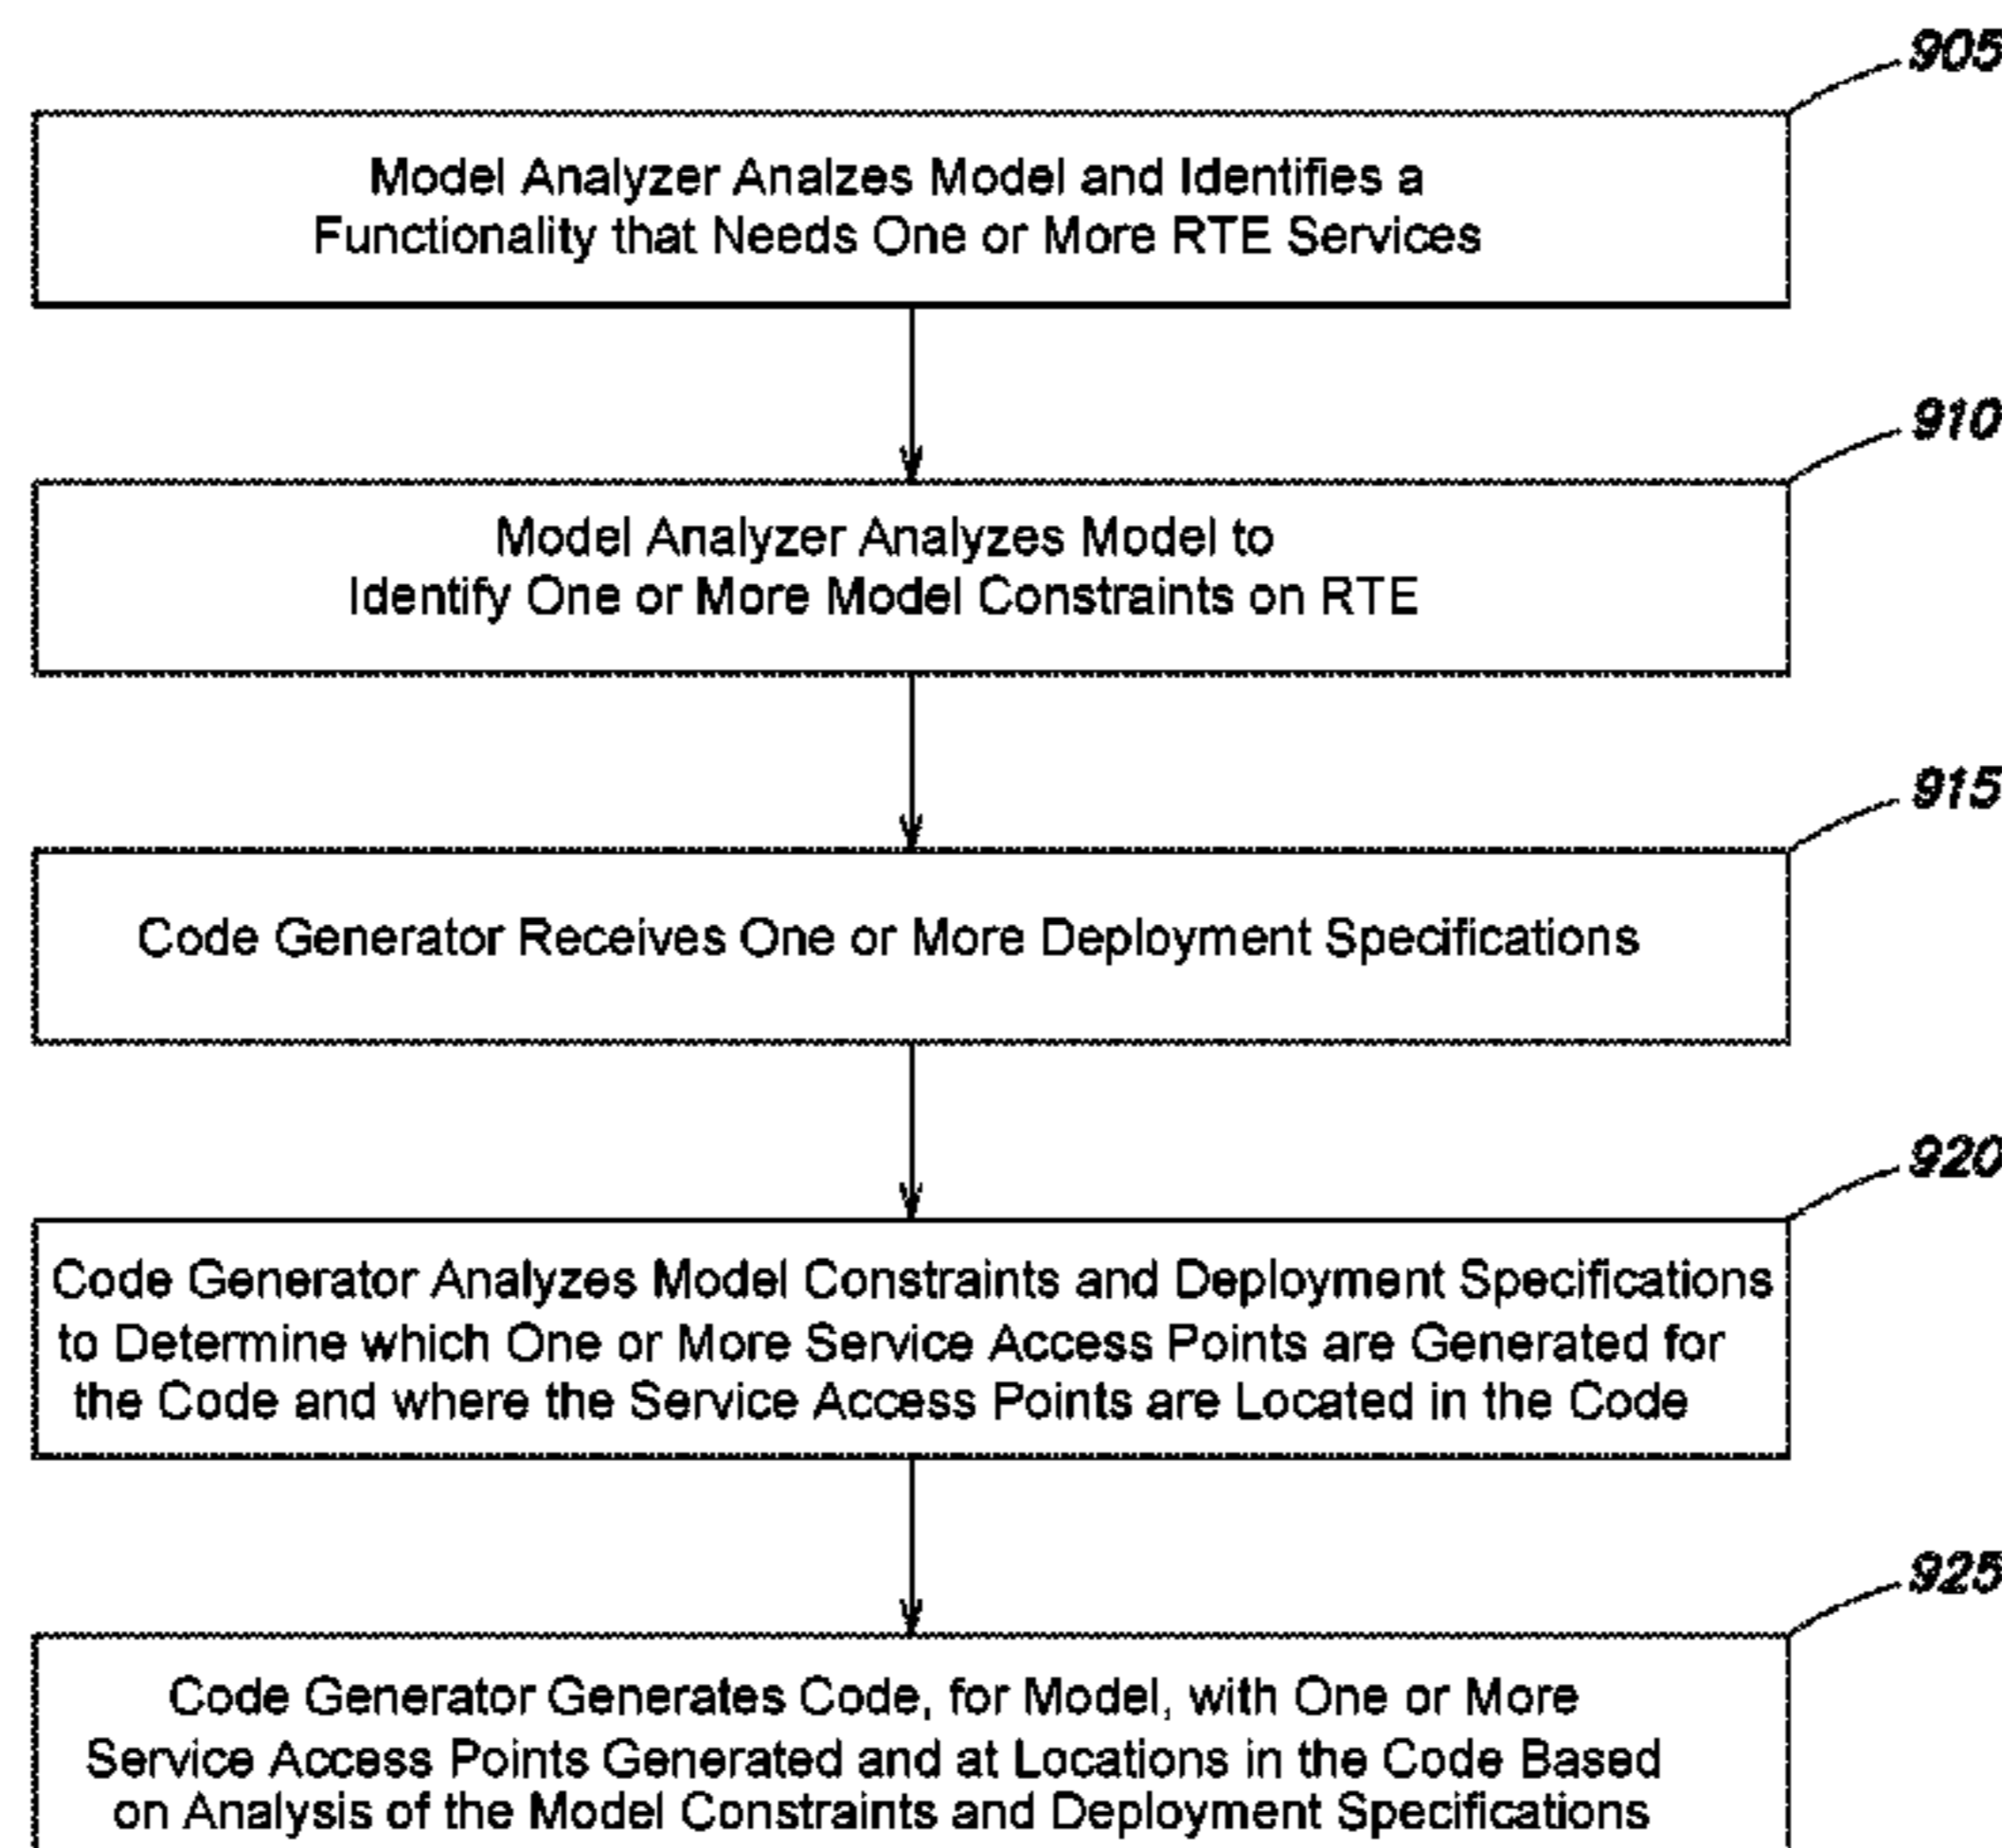 905
Model Analyzer Analzes Model and Identifies a
Functionality that Needs One or More RTE Services
910
Model Analyzer Analyzes Model to
Identify One or More Model Constraints on RTE
915
Code Generator Receives One or More Deployment Specifications
920
Code Generator Analyzes Model Constraints and Deployment Specifications
to Determine which One or More Service Access Points are Generated for
the Code and where the Service Access Points are Located in the Code
925
Code Generator Generates Code, for Model, with One or More
Service Access Points Generated and at Locations in the Code Based
on Analysis of the Model Constraints and Deployment Specifications